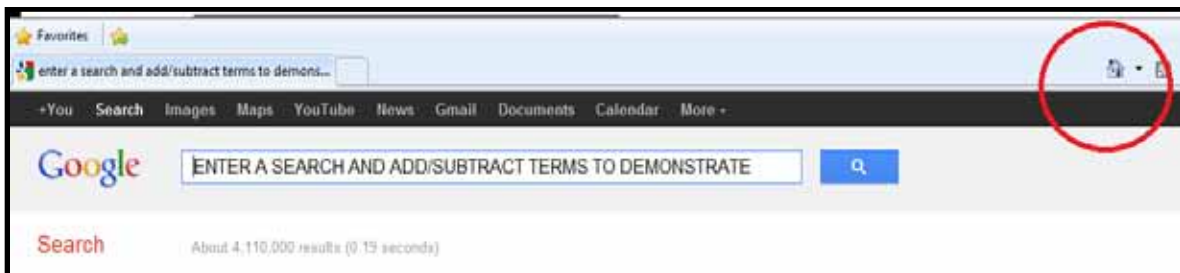 Favorites
enter a search and add/subtract terms to demons...
+You Search Images Maps YouTube News Gmail Documents Calendar More
Google ENTER A SEARCH AND ADD/SUBTRACT TERMS TO DEMONSTRATE
Search About 4,110,000 results (0.19 seconds)